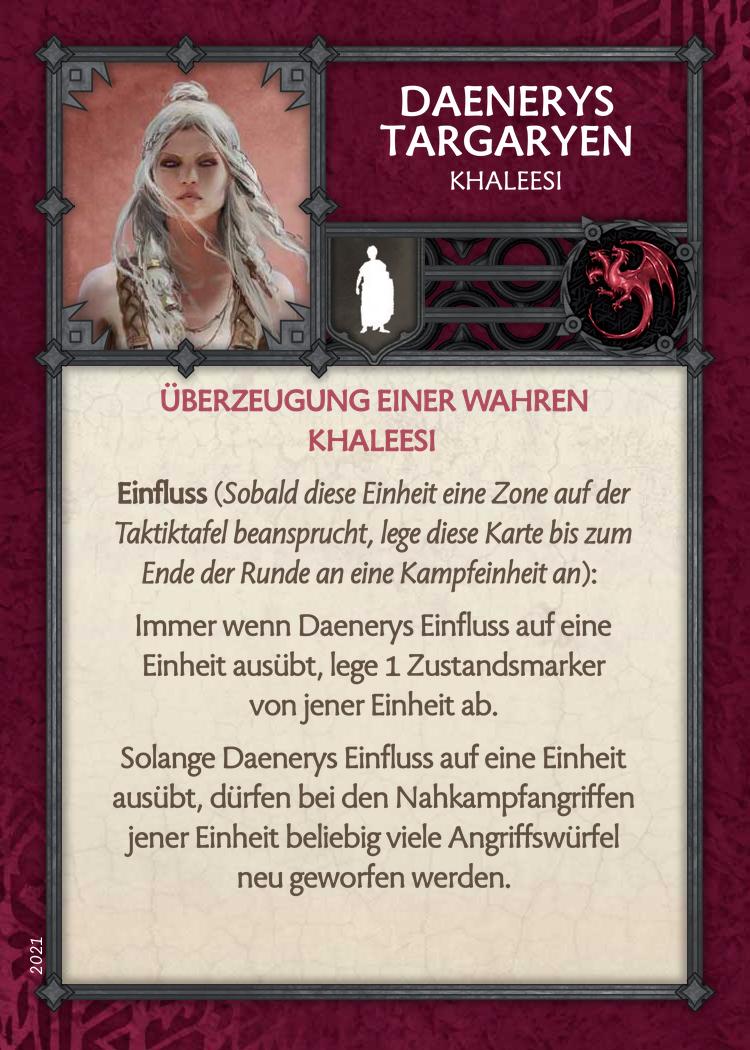 DAENERYS
TARGARYEN
KHALEESI
ÜBERZEUGUNG EINER WAHREN
KHALEESI
Einfluss (Sobald diese Einheit eine Zone auf der
Taktiktafel beansprucht, lege diese Karte bis zum
Ende der Runde an eine Kampfeinheit an):
Immer wenn Daenerys Einfluss auf eine
Einheit ausübt, lege 1 Zustandsmarker
von jener Einheit ab.
Solange Daenerys Einfluss auf eine Einheit
ausübt, dürfen bei den Nahkampfangriffen
jener Einheit beliebig viele Angriffswürfel
neu geworfen werden.
2021